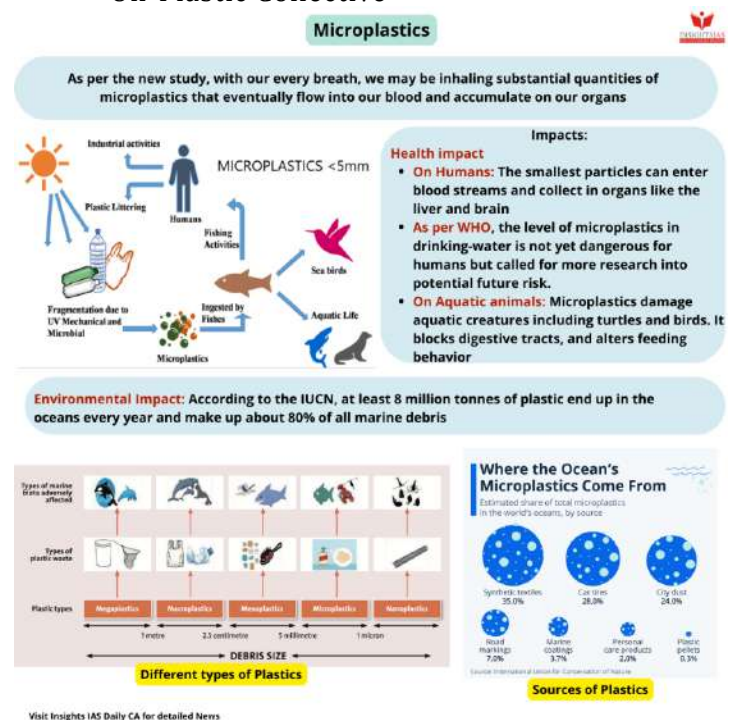 Microplastics
INSIGHTSIAS
As per the new study, with our every breath, we may be inhaling substantial quantities of
microplastics that eventually flow into our blood and accumulate on our organs
Industrial activities
MICROPLASTICS <5mm
Plastic Littering
Humans
Fishing
Activities
Sea birds
Fragmentation due to
UV Mechanical and
Microbial
Ingested by
Fishes
Aquatic Life
Microplastics
Impacts:
Health impact
• On Humans: The smallest particles can enter
blood streams and collect in organs like the
liver and brain
• As per WHO, the level of microplastics in
drinking-water is not yet dangerous for
humans but called for more research into
potential future risk.
• On Aquatic animals: Microplastics damage
aquatic creatures including turtles and birds. It
blocks digestive tracts, and alters feeding
behavior
Environmental Impact: According to the IUCN, at least 8 million tonnes of plastic end up in the
oceans every year and make up about 80% of all marine debris
Types of marine
biota adversely
affected
Types of
plastic waste
Plastic types
Megaplastics
Macroplastics
Mesoplastics
Microplastics
Nanoplastics
1 metre
2.5 centimetre
5 millimetre
1 micron
DEBRIS SIZE
Different types of Plastics
Where the Ocean's
Microplastics Come From
Estimated share of total microplastics
in the world's oceans, by source
Synthetic textiles
35.0%
Car tires
28.0%
City dust
24.0%
Road
markings
7.0%
Marine
coatings
3.7%
Personal
care products
2.0%
Plastic
pellets
0.3%
Source: International Union for Conservation of Nature
Sources of Plastics
Visit Insights IAS Daily CA for detailed News